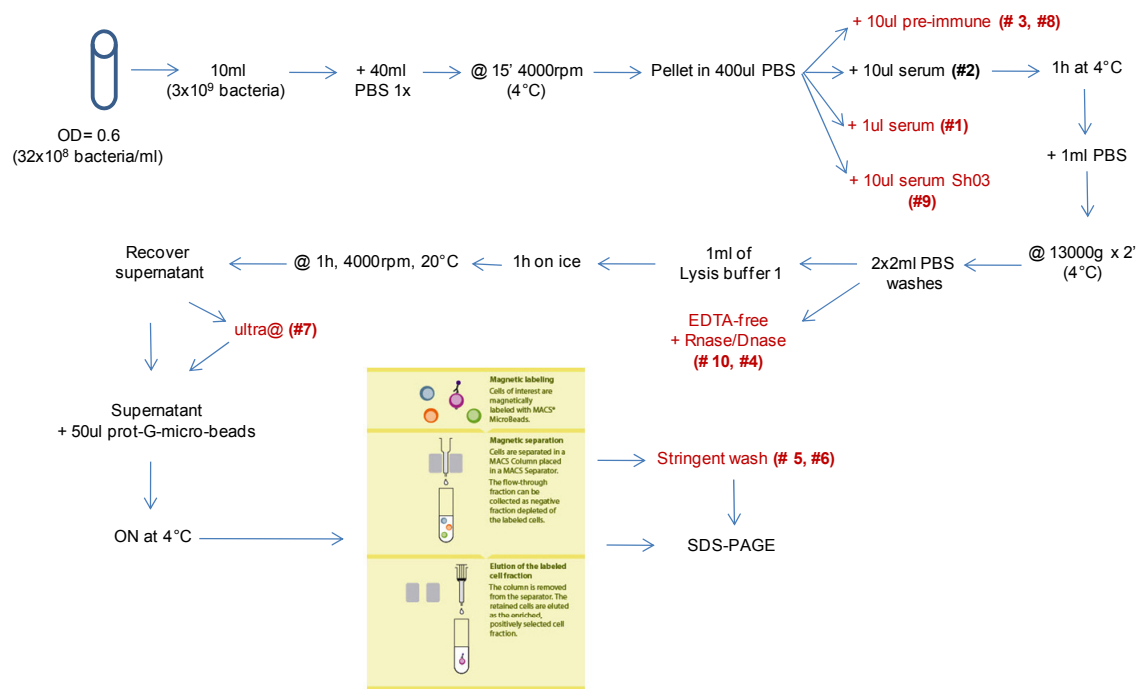 OD= 0.6
(32x10⁸ bacteria/ml)
10ml
(3x10⁹ bacteria)
+ 40ml
PBS 1x
@ 15’ 4000rpm
(4°C)
Pellet in 400ul PBS
+ 10ul pre-immune (# 3, #8)
+ 10ul serum (#2)
+ 1ul serum (#1)
+ 10ul serum Sh03
(#9)
1h at 4°C
+ 1ml PBS
@ 13000g x 2’
(4°C)
2x2ml PBS
washes
1ml of
Lysis buffer 1
EDTA-free
+ Rnase/Dnase
(# 10, #4)
1h on ice
@ 1h, 4000rpm, 20°C
Recover
supernatant
ultra@ (#7)
Supernatant
+ 50ul prot-G-micro-beads
ON at 4°C
Magnetic labeling
Cells of interest are
magnetically
labeled with MACS®
MicroBeads.
Magnetic separation
Cells are separated in a
MACS Column placed
in a MACS Separator.
The flow-through
fraction can be
collected as negative
fraction depleted of
the labeled cells.
Elution of the labeled
cell fraction
The column is removed
from the separator. The
retained cells are eluted
as the enriched,
positively selected cell
fraction.
Stringent wash (# 5, #6)
SDS-PAGE